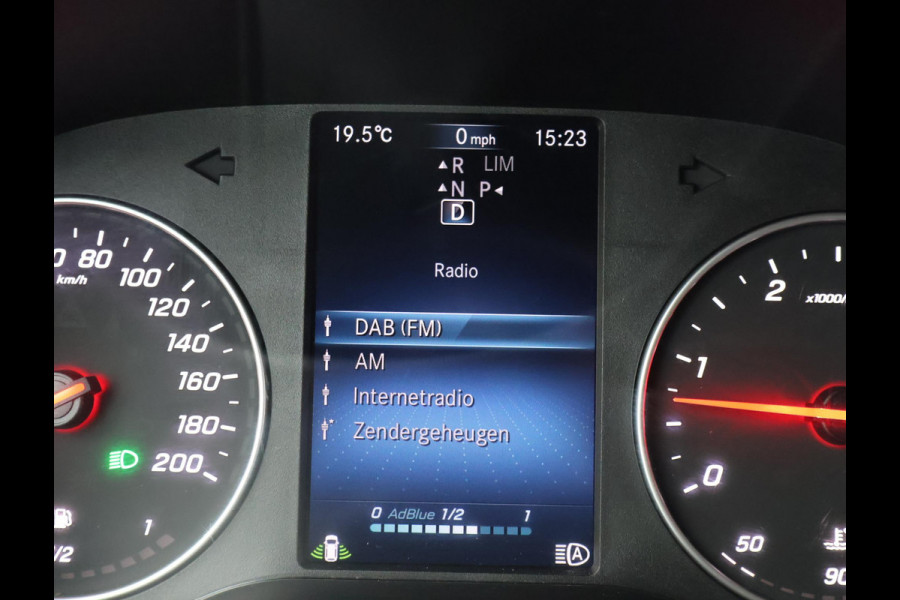 19.5°C 0 mph 15:23
R LIM
N P
D
Radio
DAB (FM)
AM
Internetradio
Zendergeheugen
0 AdBlue 1/2 1
A
80
100
120
140
160
180
200
km/h
1
1/2
2
x1000/
1
0
50
90